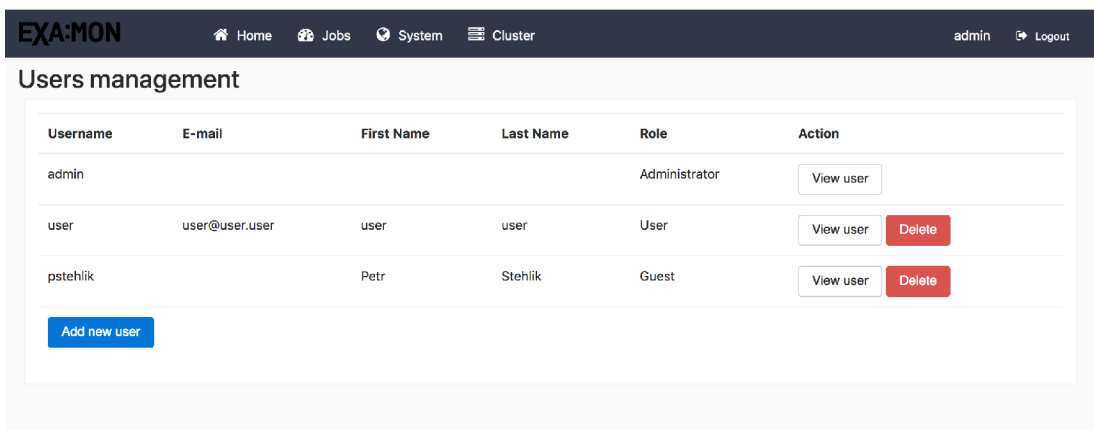 EXA:MON Home Jobs System Cluster admin Logout
Users management
Username E-mail First Name Last Name Role Action
admin Administrator View user
user user@user.user user user User View user Delete
pstehlik Petr Stehlik Guest View user Delete
Add new user